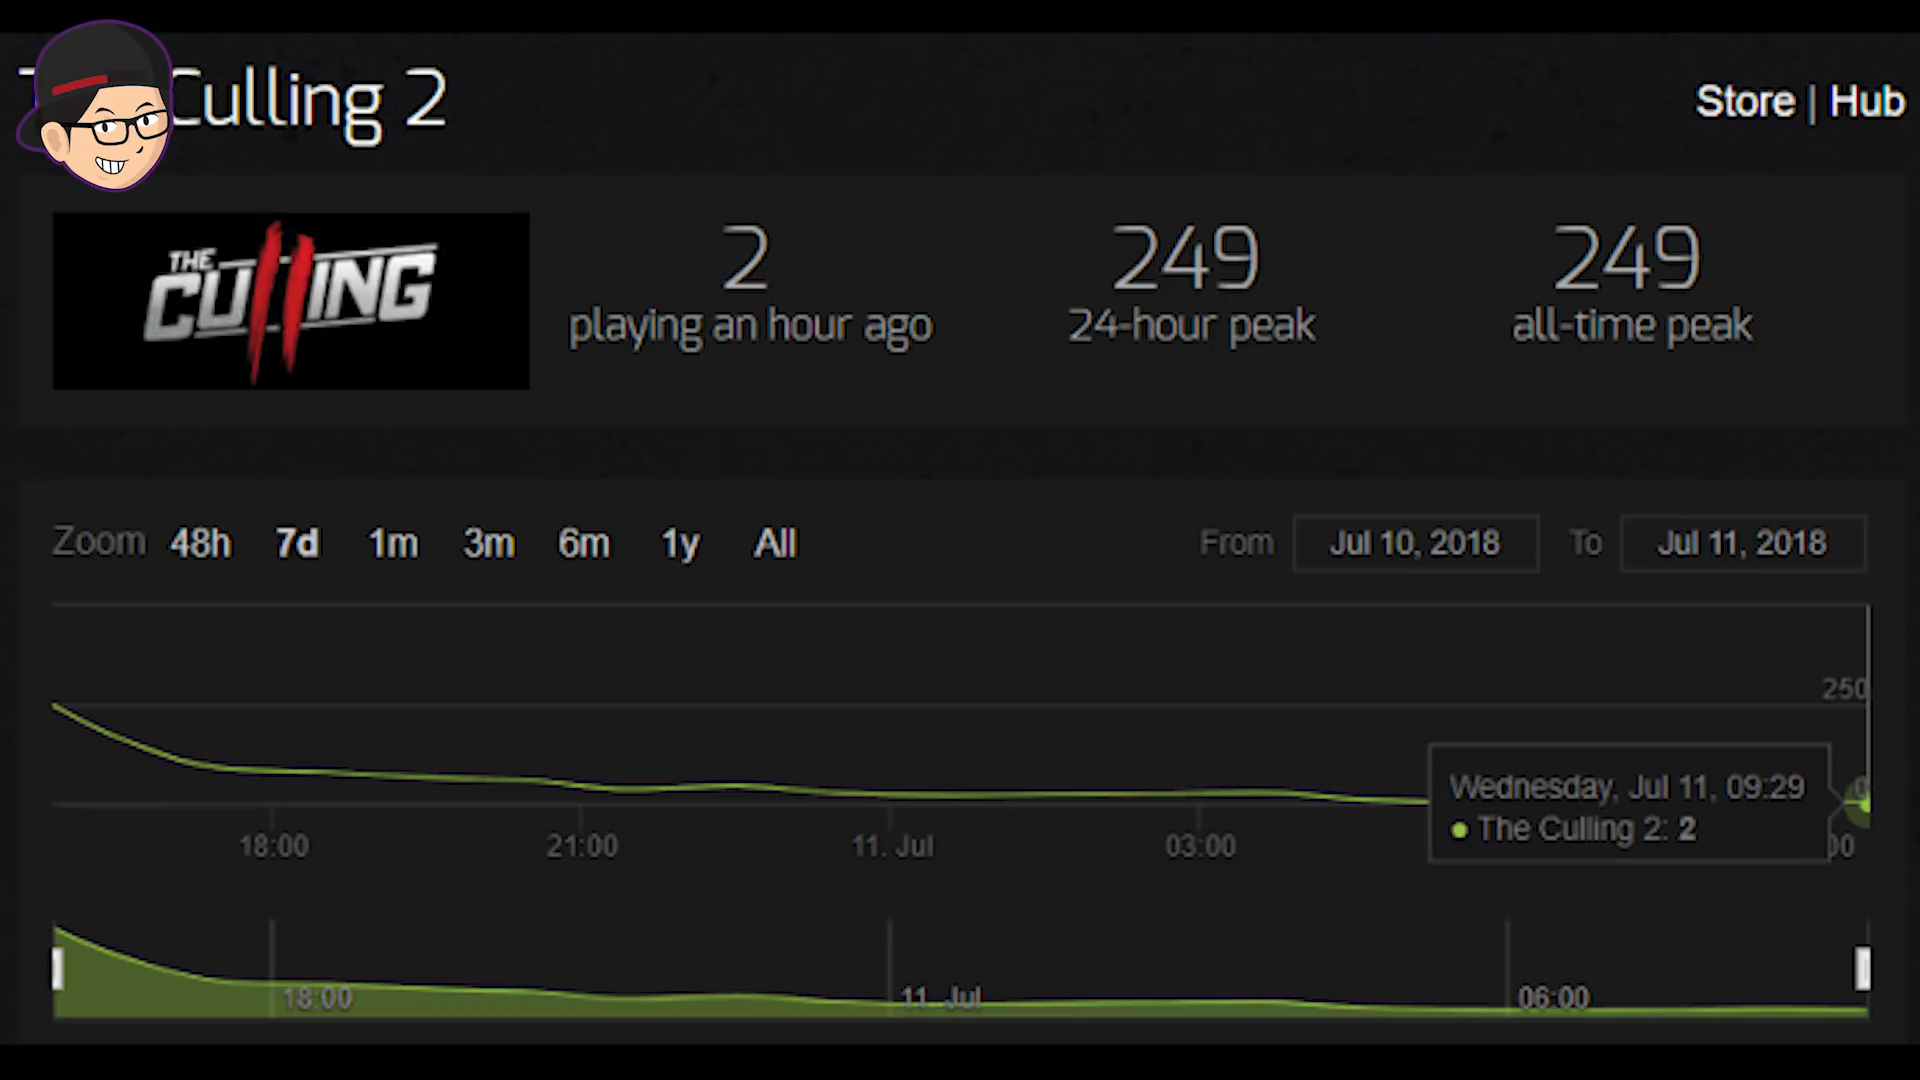 Culling 2
Store | Hub
THE
CULLING
2
playing an hour ago
249
24-hour peak
249
all-time peak
Zoom 48h 7d 1m 3m 6m 1y All
From Jul 10, 2018 To Jul 11, 2018
250
0
Wednesday, Jul 11, 09:29
The Culling 2: 2
18:00 21:00 11. Jul 03:00
18:00 11. Jul 06:00